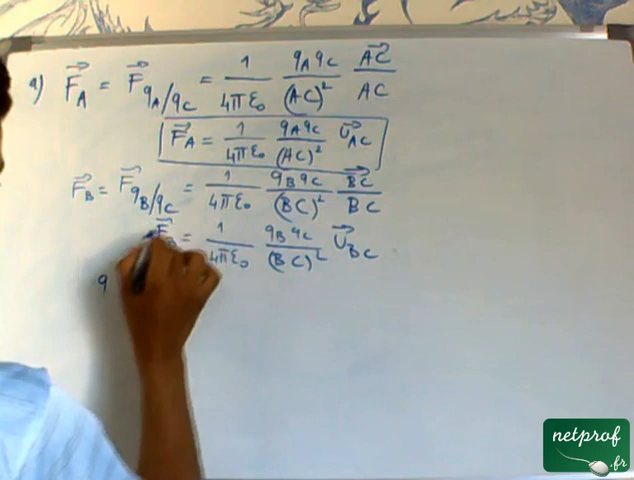 a) F⃗A = F⃗qA/qC = 1/4πε₀ qAqC/(AC)² AC⃗/AC
F⃗A = 1/4πε₀ qAqC/(AC)² U⃗AC
F⃗B = F⃗qB/qC = 1/4πε₀ qBqC/(BC)² BC⃗/BC
F⃗B = 1/4πε₀ qBqC/(BC)² U⃗BC
9
netprof
.fr